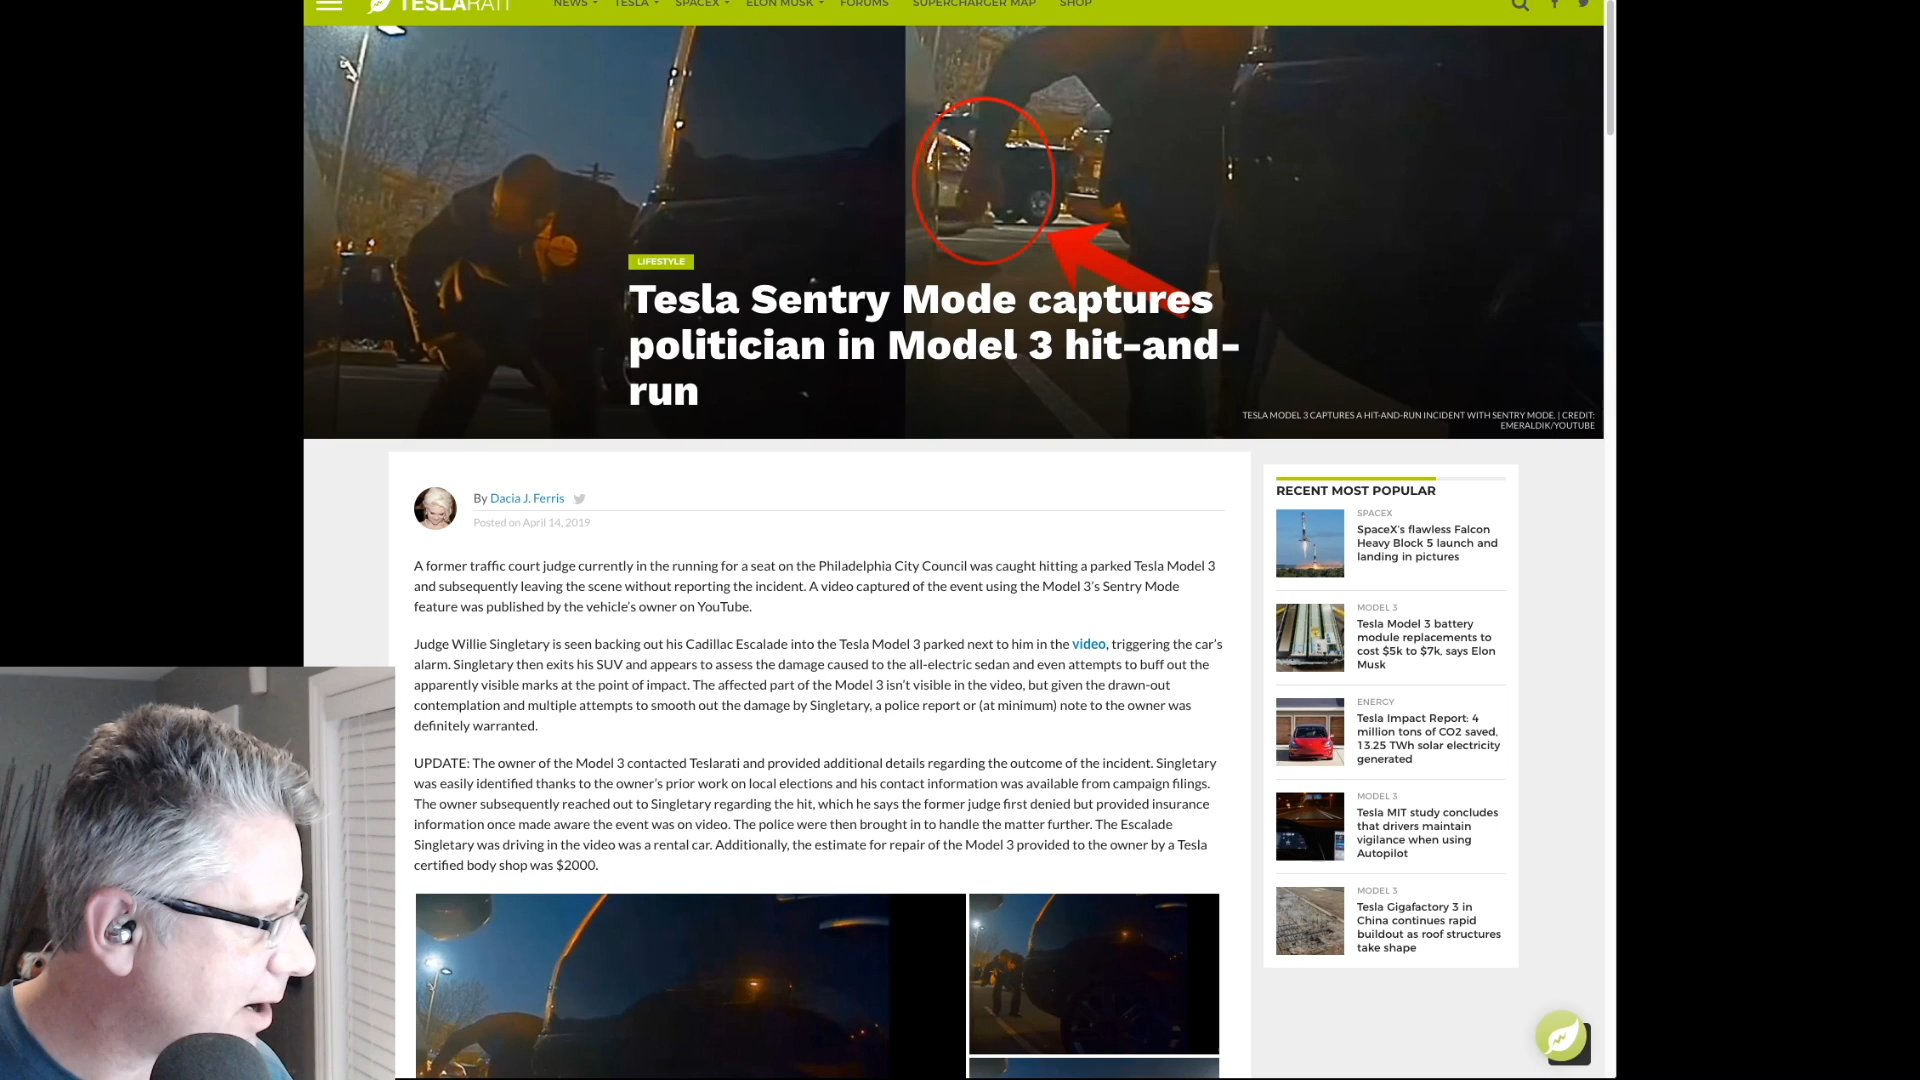 TESLARATI
NEWS TESLA SPACEX ELON MUSK FORUMS SUPERCHARGER MAP SHOP
LIFESTYLE
Tesla Sentry Mode captures
politician in Model 3 hit-and-
run
TESLA MODEL 3 CAPTURES A HIT-AND-RUN INCIDENT WITH SENTRY MODE. | CREDIT:
EMERALDIK/YOUTUBE
By Dacia J. Ferris
Posted on April 14, 2019
A former traffic court judge currently in the running for a seat on the Philadelphia City Council was caught hitting a parked Tesla Model 3
and subsequently leaving the scene without reporting the incident. A video captured of the event using the Model 3's Sentry Mode
feature was published by the vehicle's owner on YouTube.
Judge Willie Singletary is seen backing out his Cadillac Escalade into the Tesla Model 3 parked next to him in the video, triggering the car's
alarm. Singletary then exits his SUV and appears to assess the damage caused to the all-electric sedan and even attempts to buff out the
apparently visible marks at the point of impact. The affected part of the Model 3 isn't visible in the video, but given the drawn-out
contemplation and multiple attempts to smooth out the damage by Singletary, a police report or (at minimum) note to the owner was
definitely warranted.
UPDATE: The owner of the Model 3 contacted Teslarati and provided additional details regarding the outcome of the incident. Singletary
was easily identified thanks to the owner's prior work on local elections and his contact information was available from campaign filings.
The owner subsequently reached out to Singletary regarding the hit, which he says the former judge first denied but provided insurance
information once made aware the event was on video. The police were then brought in to handle the matter further. The Escalade
Singletary was driving in the video was a rental car. Additionally, the estimate for repair of the Model 3 provided to the owner by a Tesla
certified body shop was $2000.
RECENT MOST POPULAR
SPACEX
SpaceX's flawless Falcon
Heavy Block 5 launch and
landing in pictures
MODEL 3
Tesla Model 3 battery
module replacements to
cost $5k to $7k, says Elon
Musk
ENERGY
Tesla Impact Report: 4
million tons of CO2 saved,
13.25 TWh solar electricity
generated
MODEL 3
Tesla MIT study concludes
that drivers maintain
vigilance when using
Autopilot
MODEL 3
Tesla Gigafactory 3 in
China continues rapid
buildout as roof structures
take shape